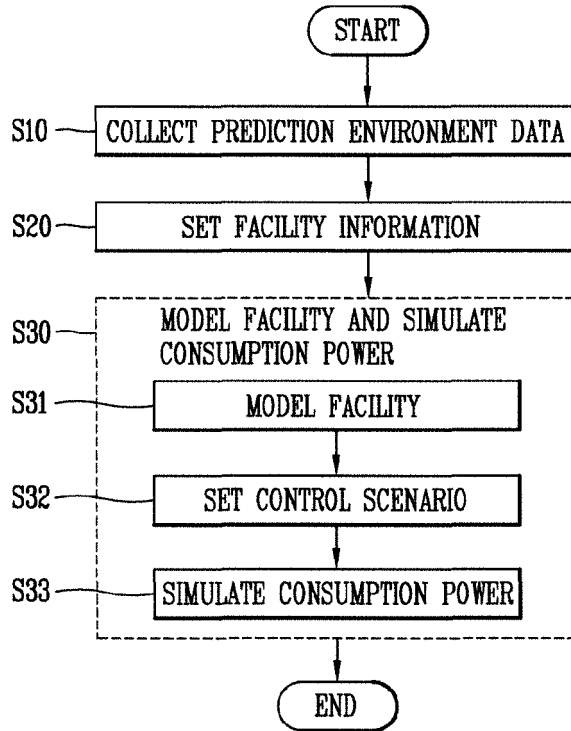 START
S10 COLLECT PREDICTION ENVIRONMENT DATA
S20 SET FACILITY INFORMATION
S30 MODEL FACILITY AND SIMULATE
CONSUMPTION POWER
S31 MODEL FACILITY
S32 SET CONTROL SCENARIO
S33 SIMULATE CONSUMPTION POWER
END